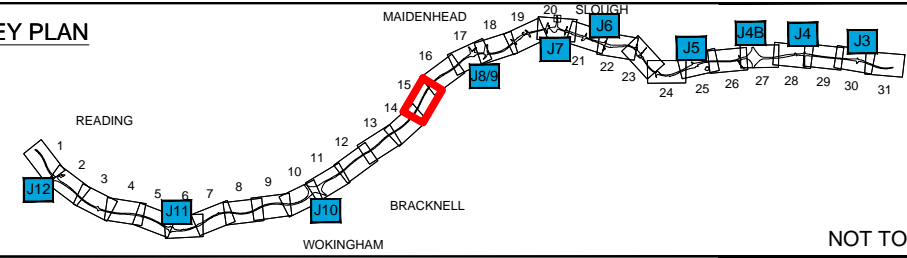 EY PLAN
MAIDENHEAD
SLOUGH
READING
BRACKNELL
WOKINGHAM
NOT TO
J12
J11
J10
J8/9
J7
J6
J5
J4B
J4
J3
1
2
3
4
5
6
7
8
9
10
11
12
13
14
15
16
17
18
19
20
21
22
23
24
25
26
27
28
29
30
31